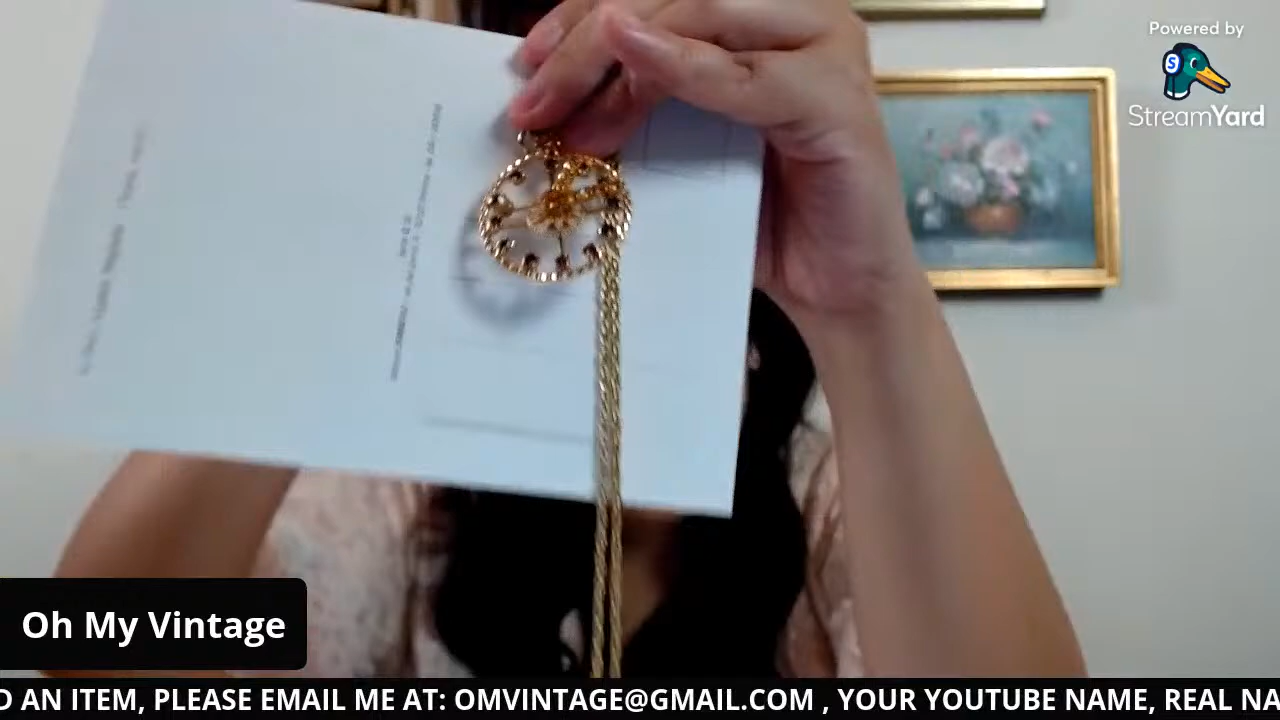 Powered by
StreamYard
Oh My Vintage
D AN ITEM, PLEASE EMAIL ME AT: OMVINTAGE@GMAIL.COM , YOUR YOUTUBE NAME, REAL NA